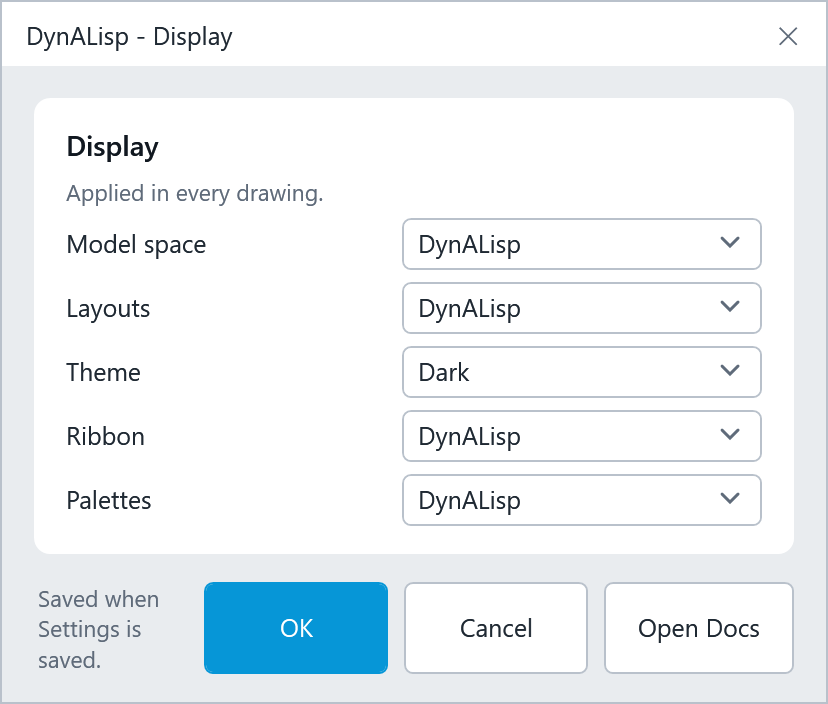 DynALisp - Display
Display
Applied in every drawing.
Model space DynALisp
Layouts DynALisp
Theme Dark
Ribbon DynALisp
Palettes DynALisp
Saved when
Settings is
saved.
OK Cancel Open Docs